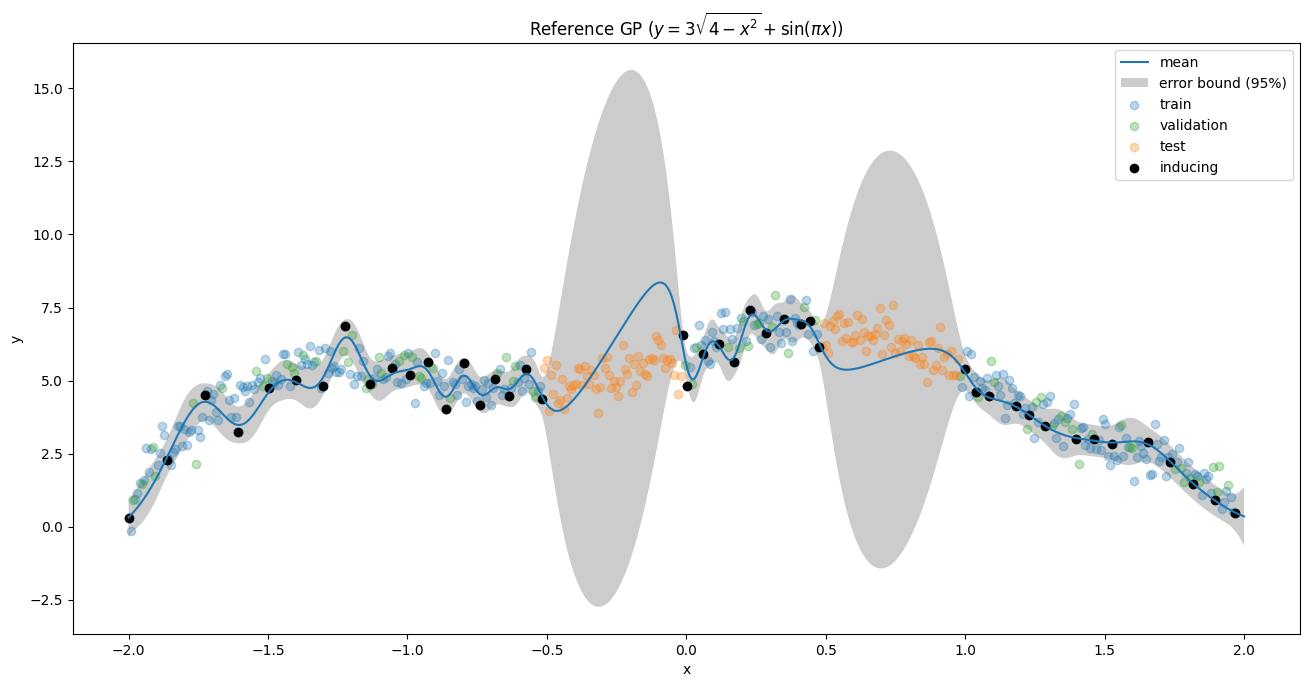 Reference GP (y = 3√(4 − x²) + sin(πx))
mean
error bound (95%)
train
validation
test
inducing
y
15.0
12.5
10.0
7.5
5.0
2.5
0.0
−2.5
−2.0 −1.5 −1.0 −0.5 0.0 0.5 1.0 1.5 2.0
x